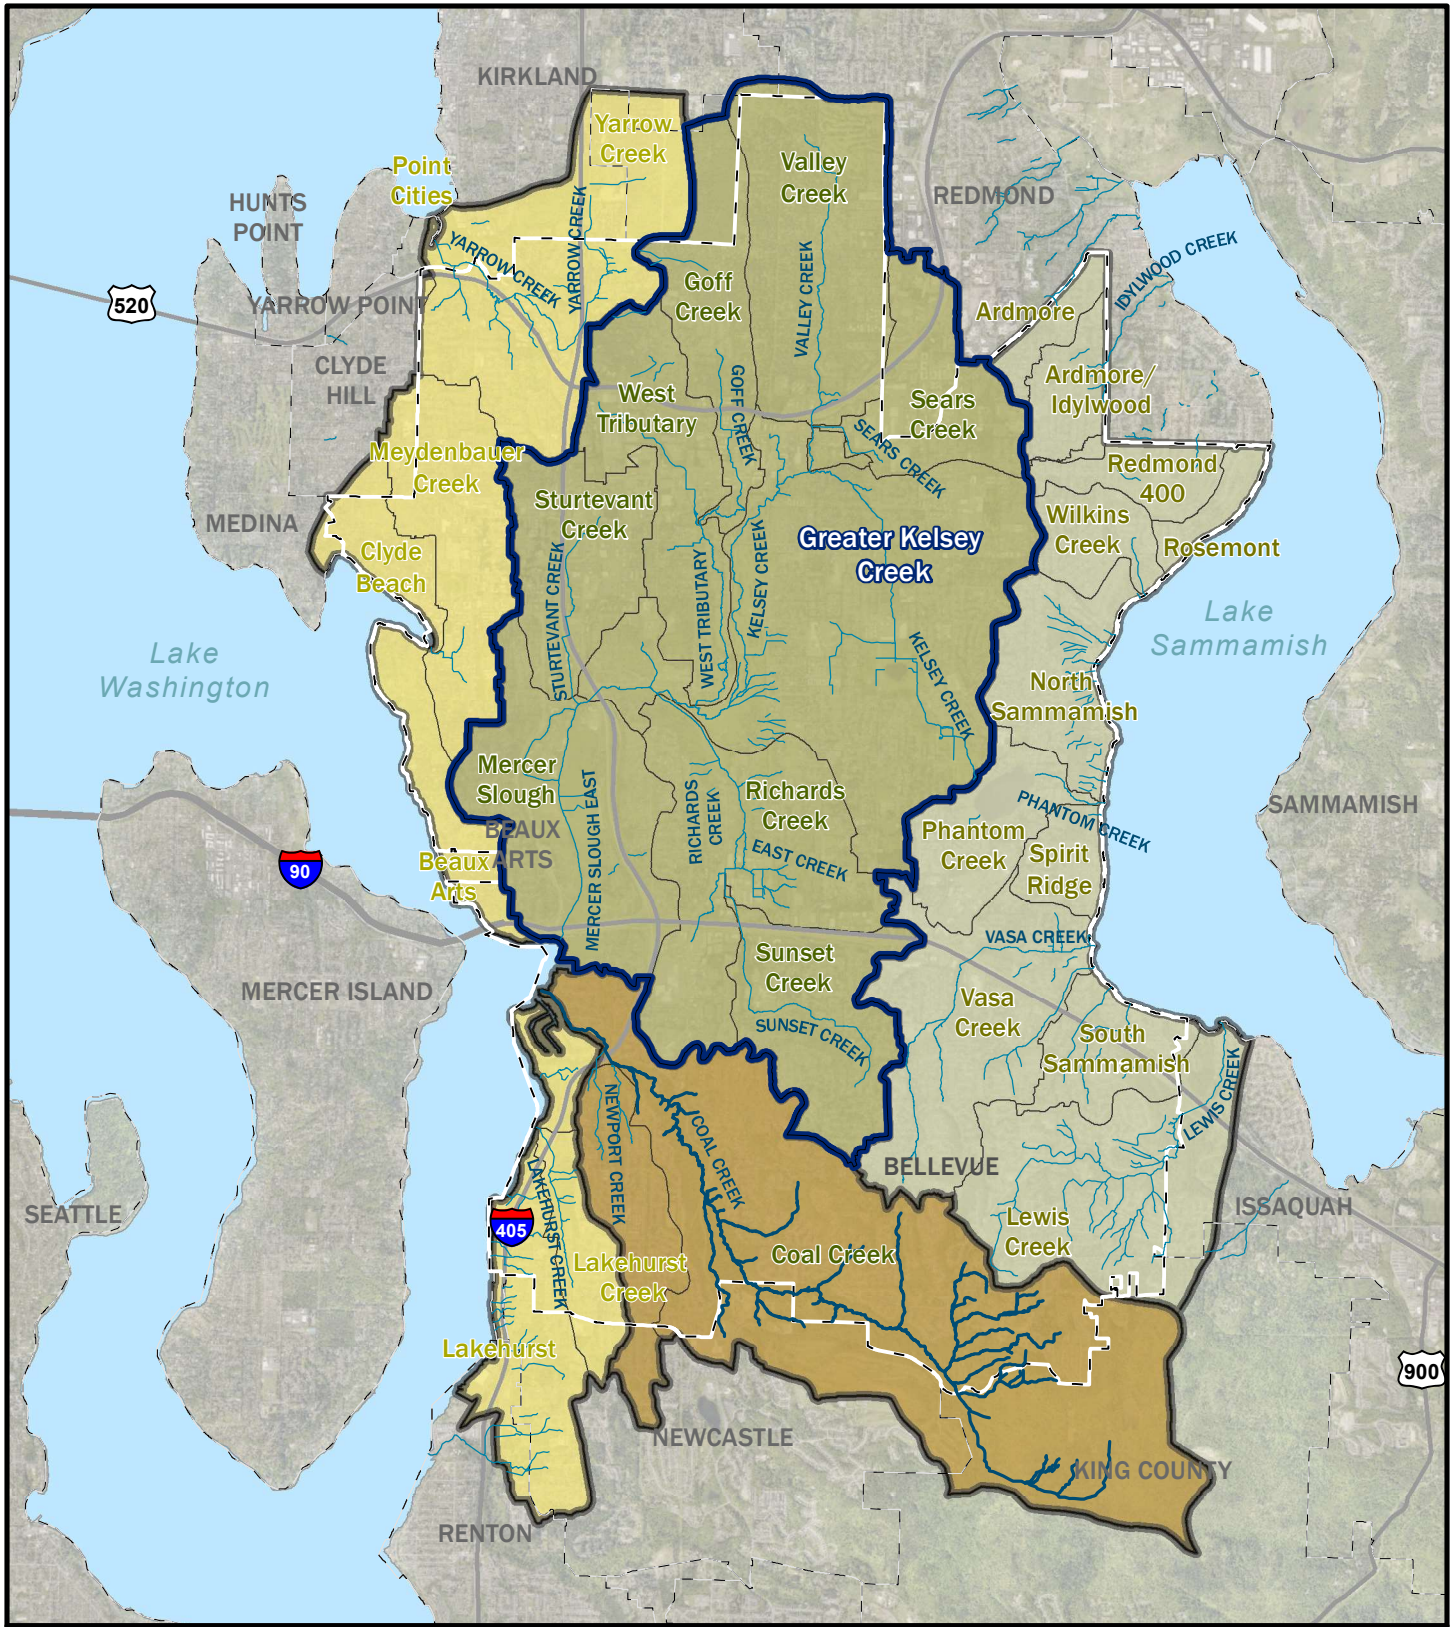 KIRKLAND
Yarrow
Creek
Point
Cities
Valley
Creek
HUNTS
POINT
REDMOND
YARROW CREEK
YARROW CREEK
IDYLWOOD CREEK
VALLEY CREEK
Goff
Creek
520
YARROW POINT
Ardmore
CLYDE
HILL
GOFF CREEK
West
Tributary
Sears
Creek
Ardmore/
Idylwood
Meydenbauer
Creek
SEARS CREEK
Redmond
400
Sturtevant
Creek
MEDINA
Wilkins
Creek
Rosemont
Greater Kelsey
Creek
Clyde
Beach
STURTEVANT CREEK
WEST TRIBUTARY
KELSEY CREEK
KELSEY CREEK
Lake
Washington
Lake
Sammamish
North
Sammamish
Mercer
Slough
MERCER SLOUGH EAST
RICHARDS
CREEK
Richards
Creek
PHANTOM CREEK
SAMMAMISH
BEAUX
ARTS
Beaux
Arts
EAST CREEK
Phantom
Creek
Spirit
Ridge
90
VASA CREEK
Sunset
Creek
MERCER ISLAND
Vasa
Creek
SUNSET CREEK
South
Sammamish
LEWIS CREEK
NEWPORT CREEK
COAL CREEK
BELLEVUE
LAKEHURST CREEK
SEATTLE
405
ISSAQUAH
Lewis
Creek
Coal Creek
Lakehurst
Creek
Lakehurst
900
NEWCASTLE
KING COUNTY
RENTON